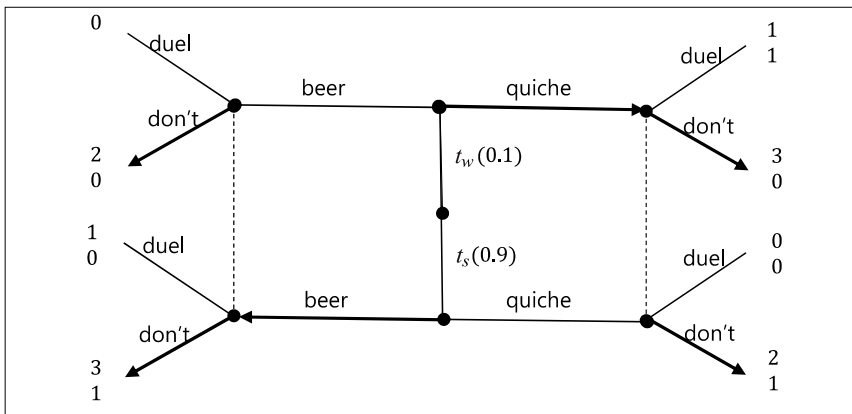 0
duel
beer
quiche
duel
1
1
don't
2
0
t_w(0.1)
don't
3
0
1
0
duel
t_s(0.9)
duel
0
0
beer
quiche
don't
3
1
don't
2
1